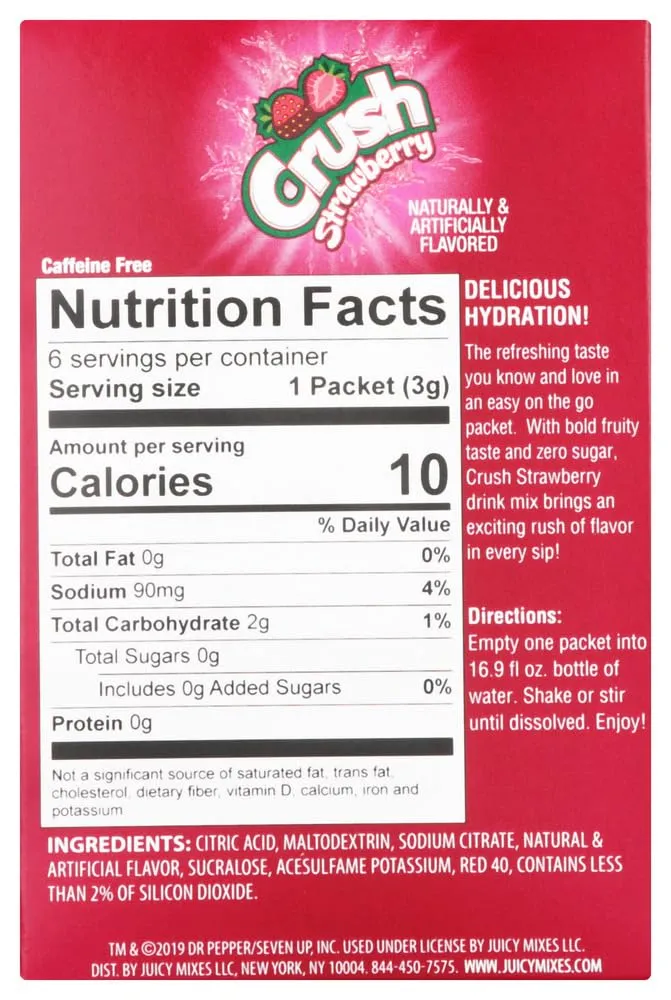 Crush
Strawberry
NATURALLY &
ARTIFICIALLY
FLAVORED
Caffeine Free
Nutrition Facts
6 servings per container
Serving size 1 Packet (3g)
Amount per serving
Calories 10
% Daily Value
Total Fat 0g 0%
Sodium 90mg 4%
Total Carbohydrate 2g 1%
Total Sugars 0g
Includes 0g Added Sugars 0%
Protein 0g
Not a significant source of saturated fat, trans fat,
cholesterol, dietary fiber, vitamin D, calcium, iron and
potassium
DELICIOUS
HYDRATION!
The refreshing taste
you know and love in
an easy on the go
packet. With bold fruity
taste and zero sugar,
Crush Strawberry
drink mix brings an
exciting rush of flavor
in every sip!
Directions:
Empty one packet into
16.9 fl oz. bottle of
water. Shake or stir
until dissolved. Enjoy!
INGREDIENTS: CITRIC ACID, MALTODEXTRIN, SODIUM CITRATE, NATURAL &
ARTIFICIAL FLAVOR, SUCRALOSE, ACESULFAME POTASSIUM, RED 40, CONTAINS LESS
THAN 2% OF SILICON DIOXIDE.
TM & ©2019 DR PEPPER/SEVEN UP, INC. USED UNDER LICENSE BY JUICY MIXES LLC.
DIST. BY JUICY MIXES LLC, NEW YORK, NY 10004. 844-450-7575. WWW.JUICYMIXES.COM